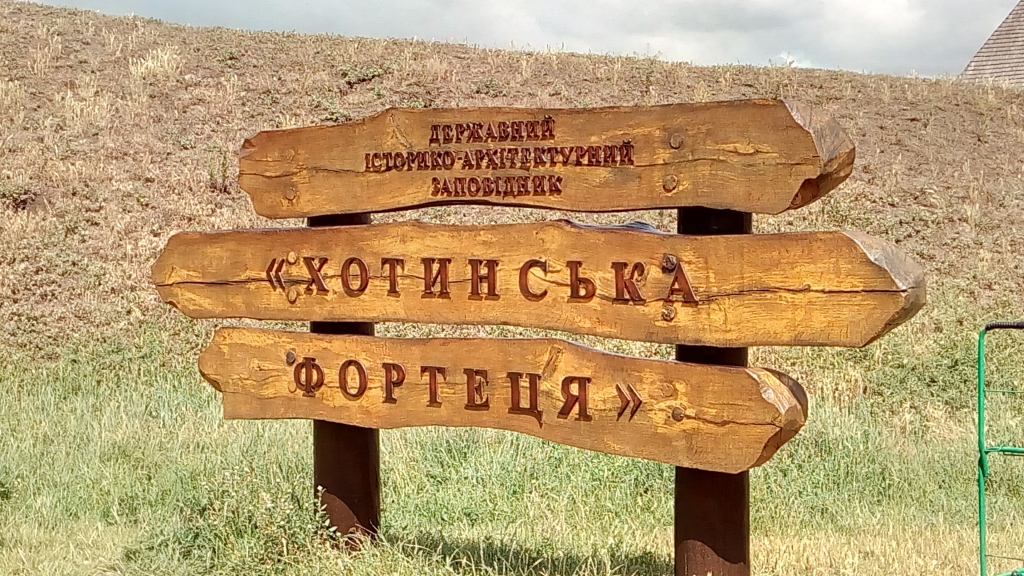 ДЕРЖАВНИЙ
ІСТОРИКО-АРХІТЕКТУРНИЙ
ЗАПОВІДНИК
«ХОТИНСЬКА
ФОРТЕЦЯ»